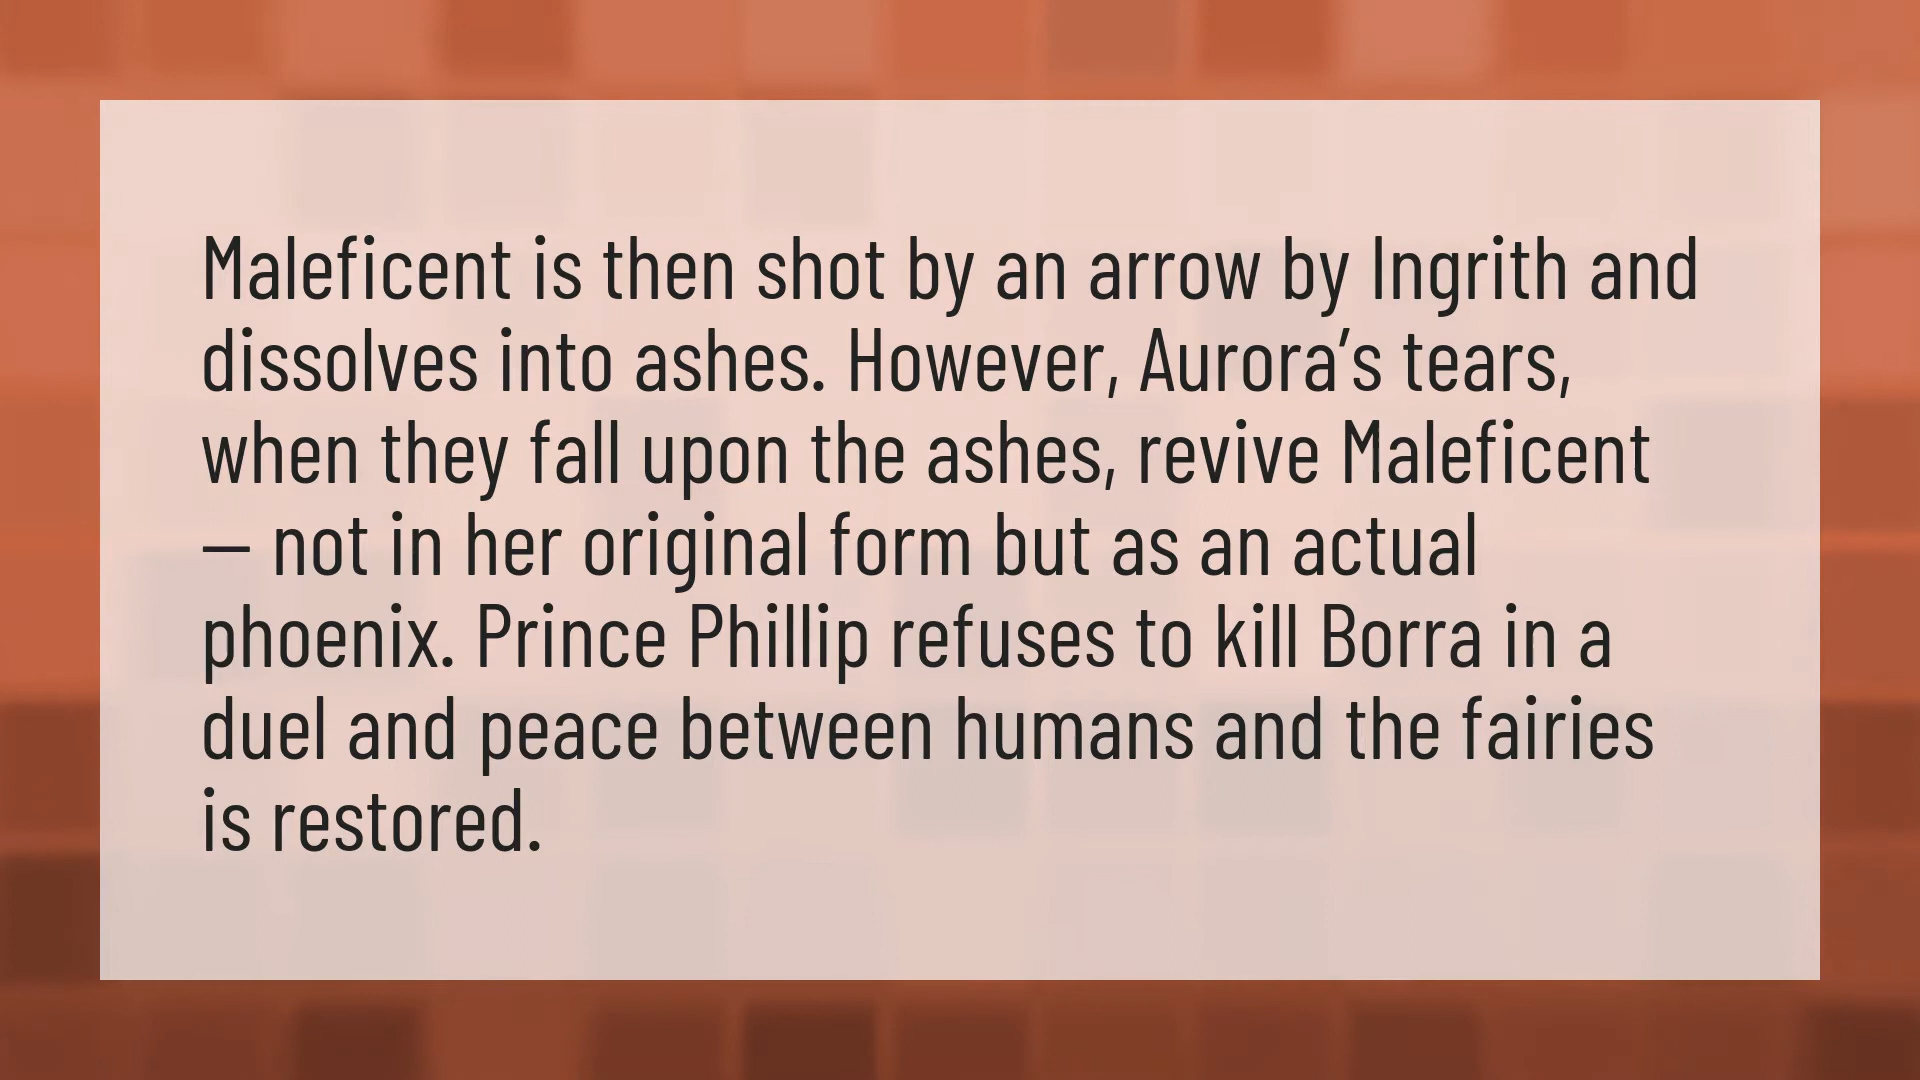 Maleficent is then shot by an arrow by Ingrith and
dissolves into ashes. However, Aurora’s tears,
when they fall upon the ashes, revive Maleficent
— not in her original form but as an actual
phoenix. Prince Phillip refuses to kill Borra in a
duel and peace between humans and the fairies
is restored.